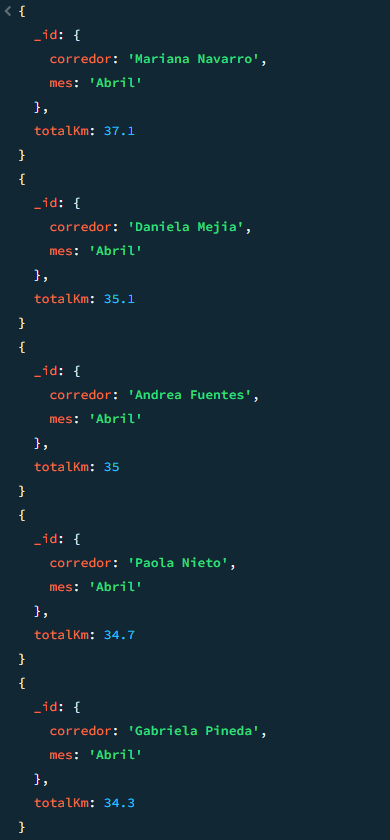 {
_id: {
corredor: 'Mariana Navarro',
mes: 'Abril'
},
totalKm: 37.1
}
{
_id: {
corredor: 'Daniela Mejia',
mes: 'Abril'
},
totalKm: 35.1
}
{
_id: {
corredor: 'Andrea Fuentes',
mes: 'Abril'
},
totalKm: 35
}
{
_id: {
corredor: 'Paola Nieto',
mes: 'Abril'
},
totalKm: 34.7
}
{
_id: {
corredor: 'Gabriela Pineda',
mes: 'Abril'
},
totalKm: 34.3
}